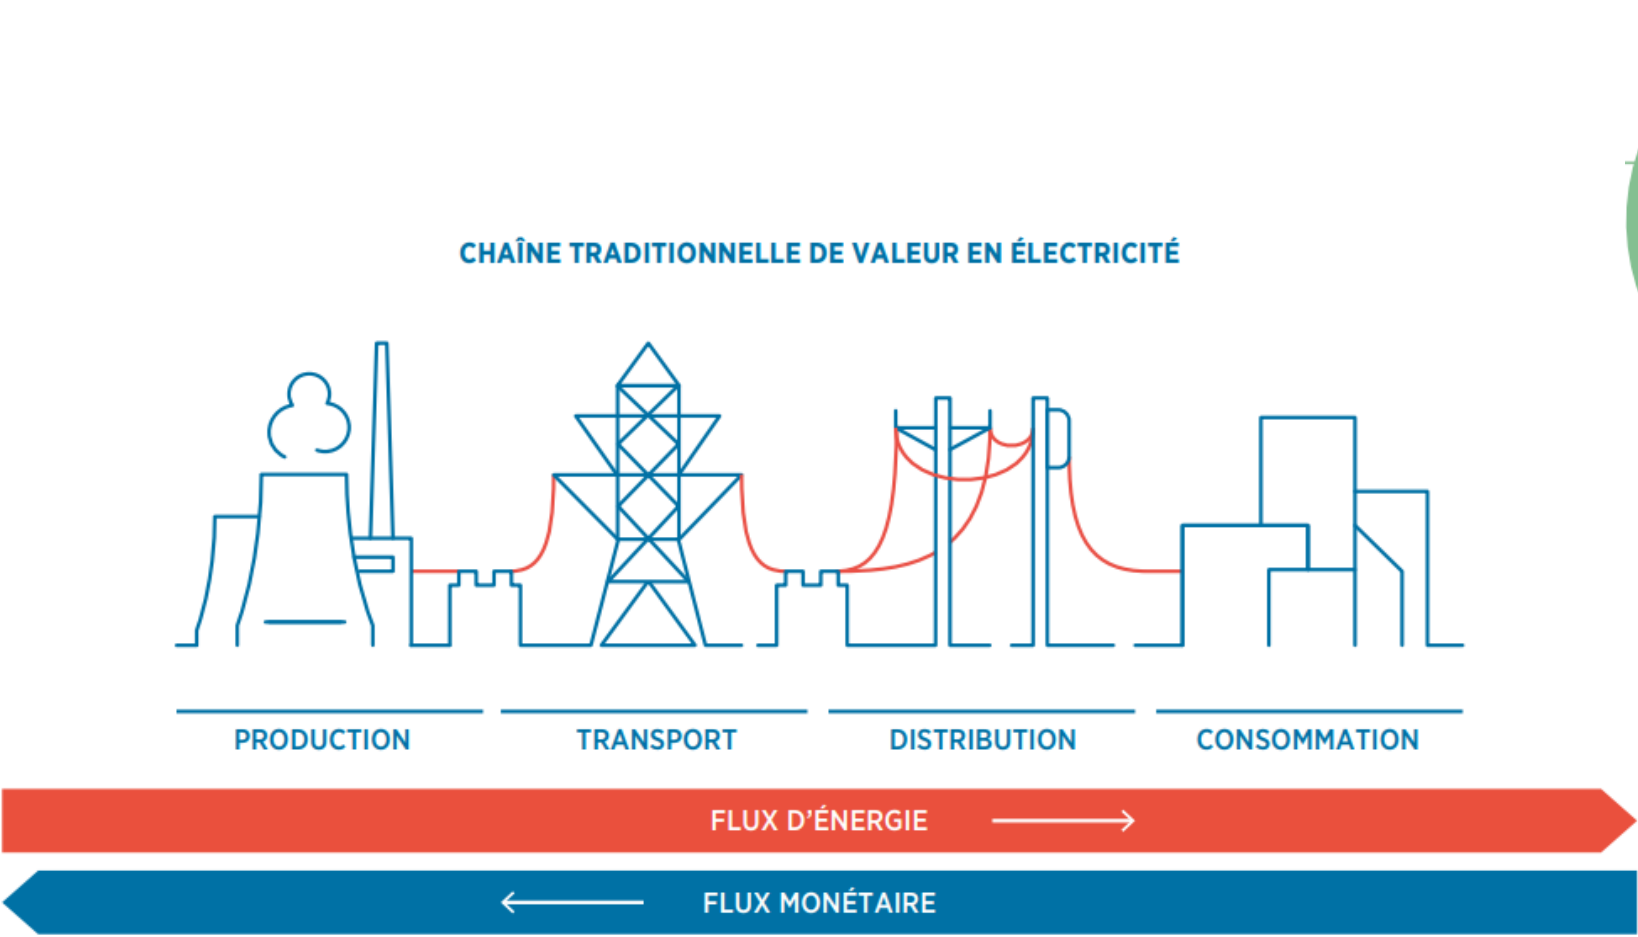 CHAÎNE TRADITIONNELLE DE VALEUR EN ÉLECTRICITÉ
PRODUCTION
TRANSPORT
DISTRIBUTION
CONSOMMATION
FLUX D’ÉNERGIE
FLUX MONÉTAIRE